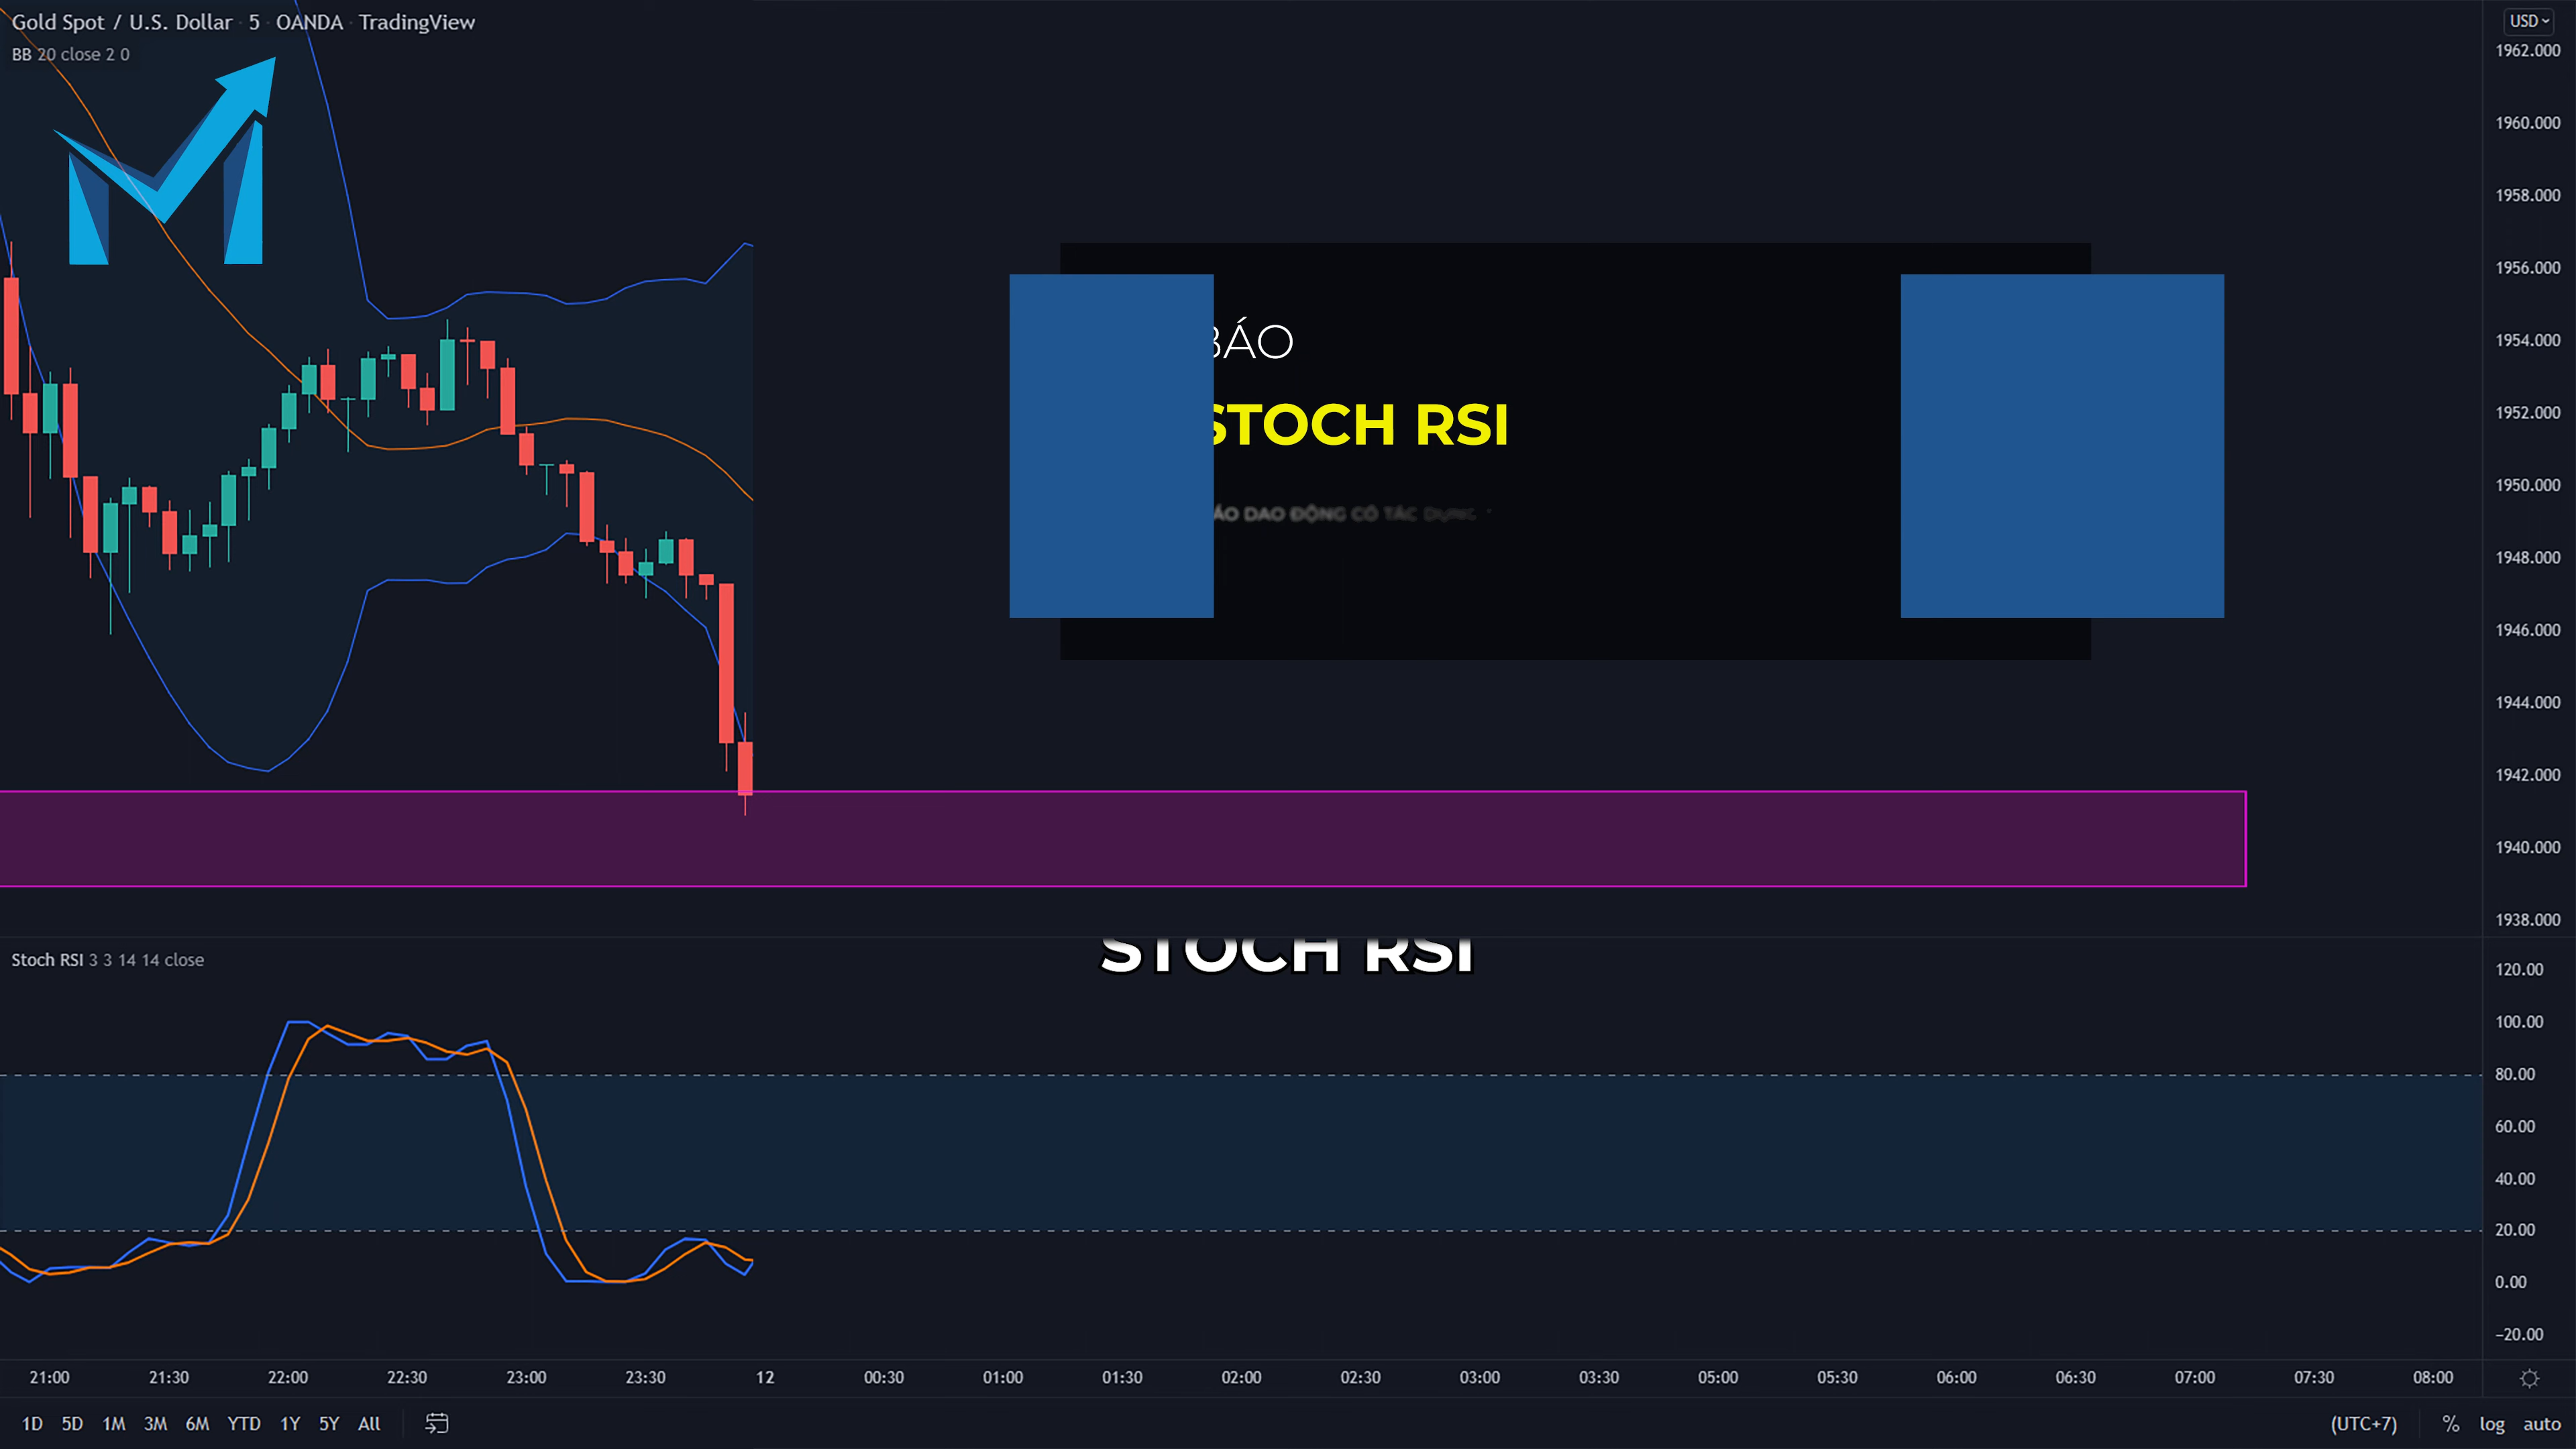 Gold Spot / U.S. Dollar · 5 · OANDA · TradingView
BB 20 close 2 0
USD
1962.000
1960.000
1958.000
1956.000
1954.000
1952.000
1950.000
1948.000
1946.000
1944.000
1942.000
1940.000
1938.000
BÁO
STOCH RSI
ÁO DAO ĐỘNG CÓ TÁC DỤNG
STOCH RSI
Stoch RSI 3 3 14 14 close
120.00
100.00
80.00
60.00
40.00
20.00
0.00
−20.00
21:00 21:30 22:00 22:30 23:00 23:30 12 00:30 01:00 01:30 02:00 02:30 03:00 03:30 05:00 05:30 06:00 06:30 07:00 07:30 08:00
1D 5D 1M 3M 6M YTD 1Y 5Y All (UTC+7) % log auto